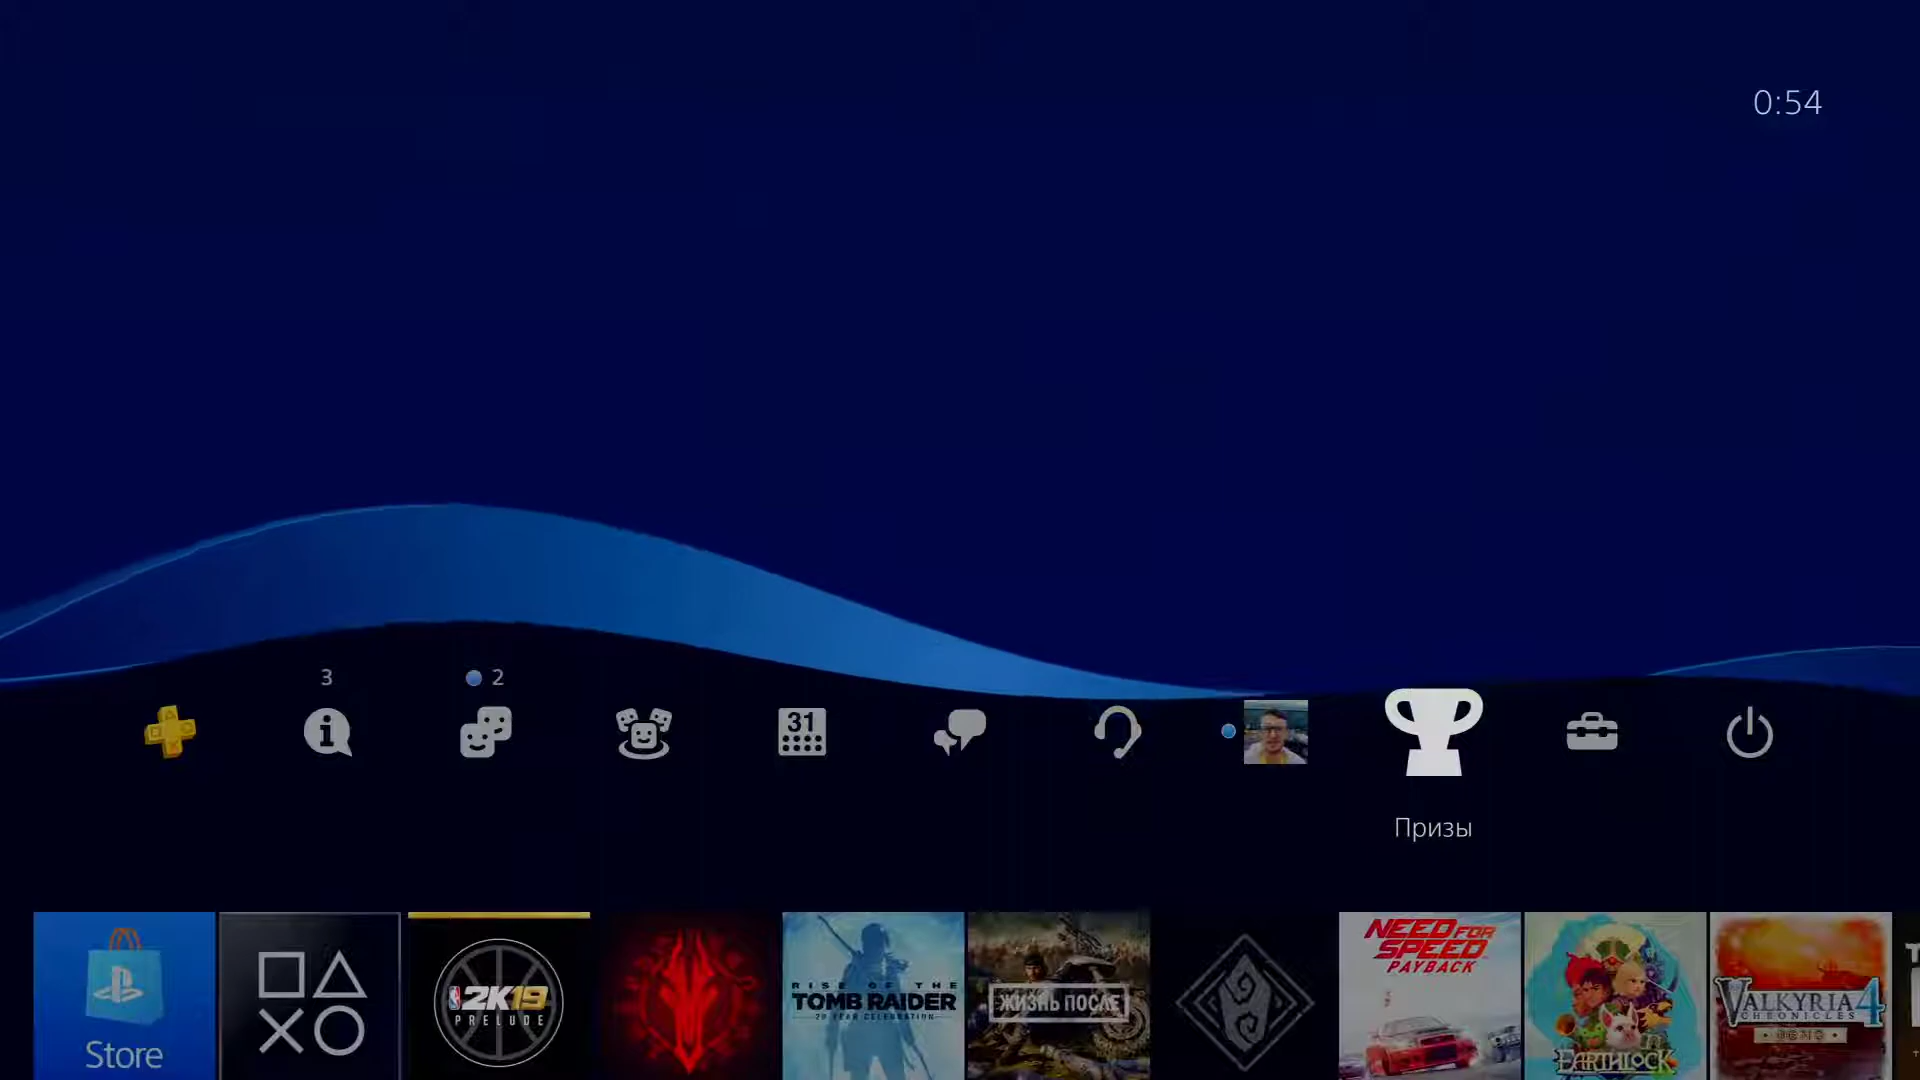 0:54
3
2
31
Призы
Store
2K19
PRELUDE
RISE OF THE
TOMB RAIDER
20 YEAR CELEBRATION
ЖИЗНЬ ПОСЛЕ
NEED FOR
SPEED
PAYBACK
EARTHLOCK
VALKYRIA 4
CHRONICLES
DEMO